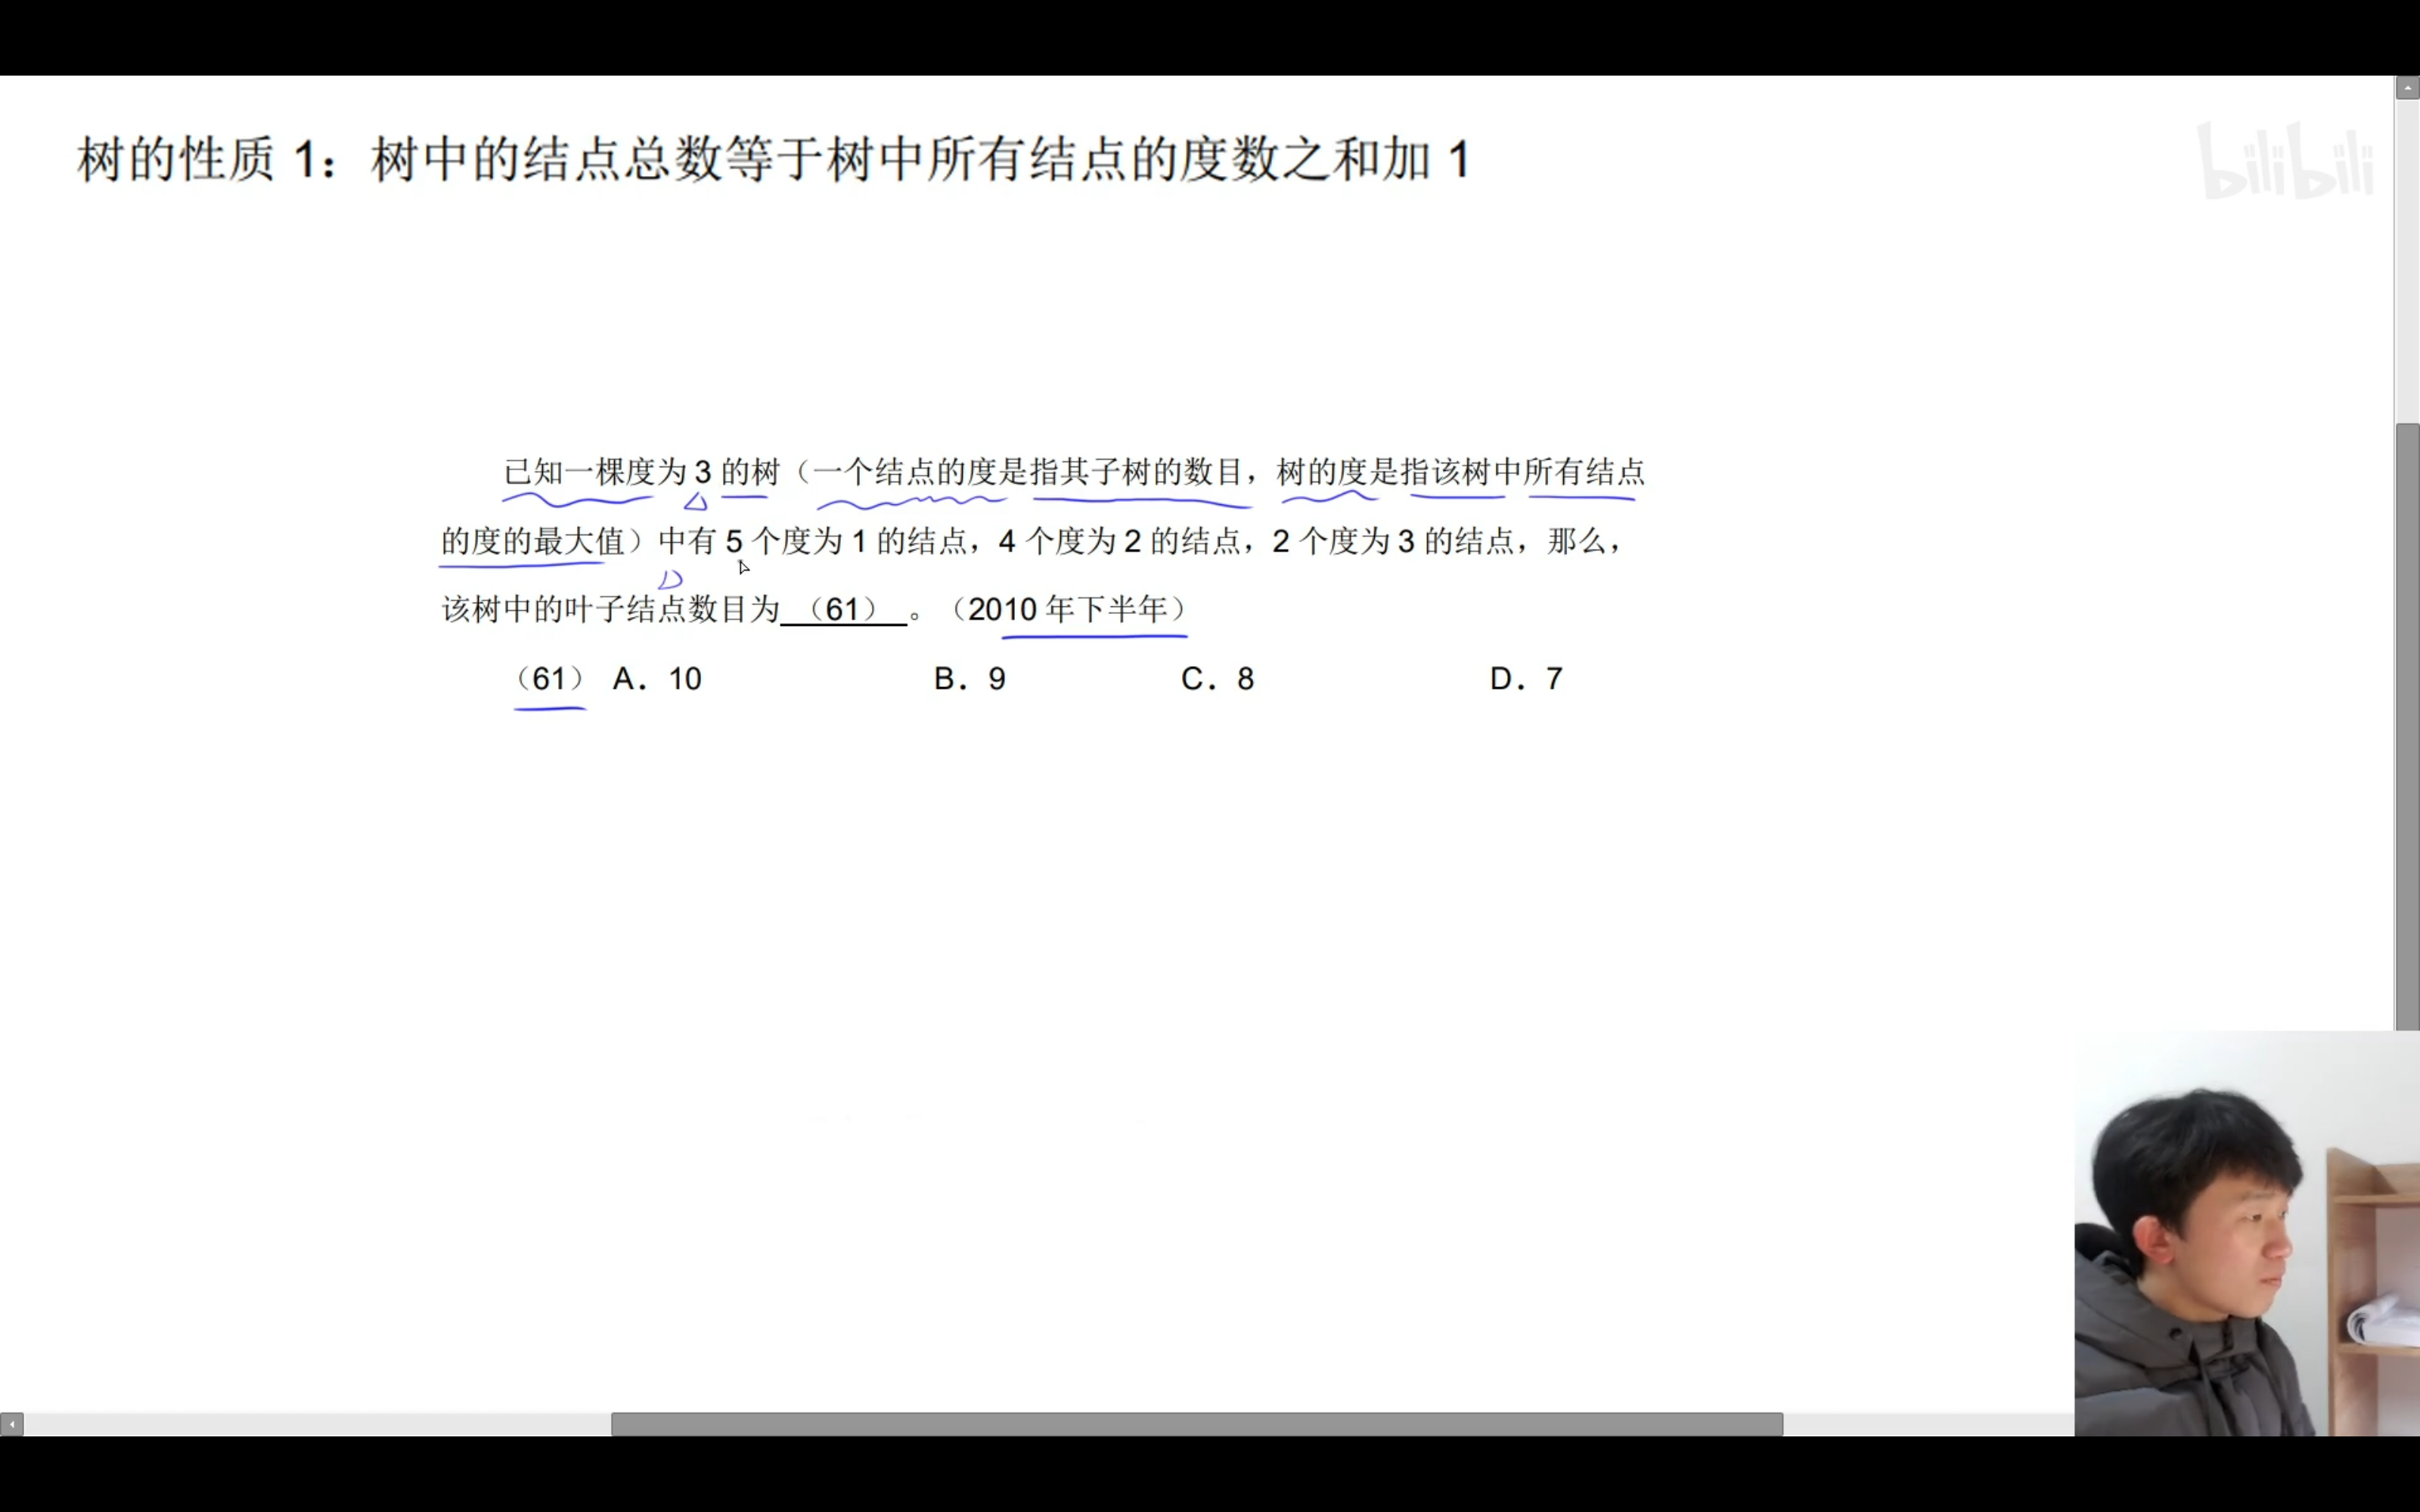 bilibili
树的性质 1：树中的结点总数等于树中所有结点的度数之和加 1
已知一棵度为 3 的树（一个结点的度是指其子树的数目，树的度是指该树中所有结点
的度的最大值）中有 5 个度为 1 的结点，4 个度为 2 的结点，2 个度为 3 的结点，那么，
该树中的叶子结点数目为 （61） 。（2010 年下半年）
（61） A．10 B．9 C．8 D．7